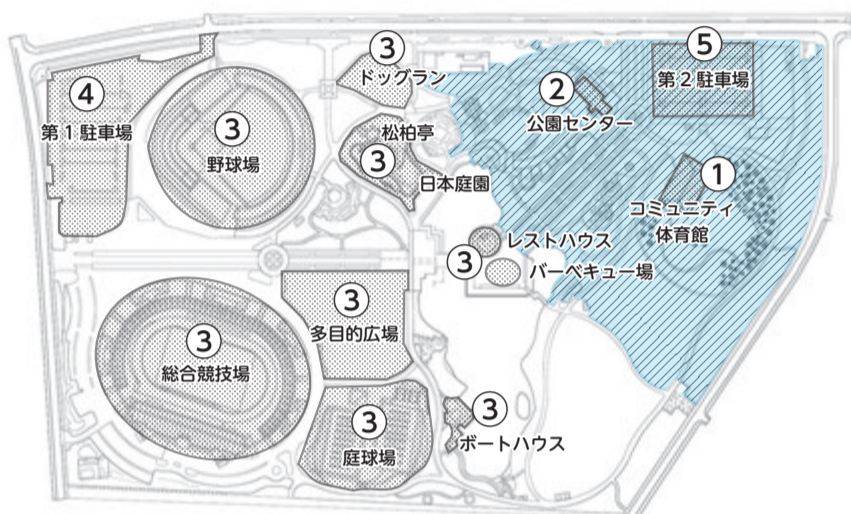 ③
ドッグラン
④
第1駐車場
③
野球場
松柏亭
③
日本庭園
②
公園センター
⑤
第2駐車場
①
コミュニティ
体育館
③
レストハウス
バーベキュー場
③
多目的広場
③
総合競技場
③
庭球場
③
ボートハウス